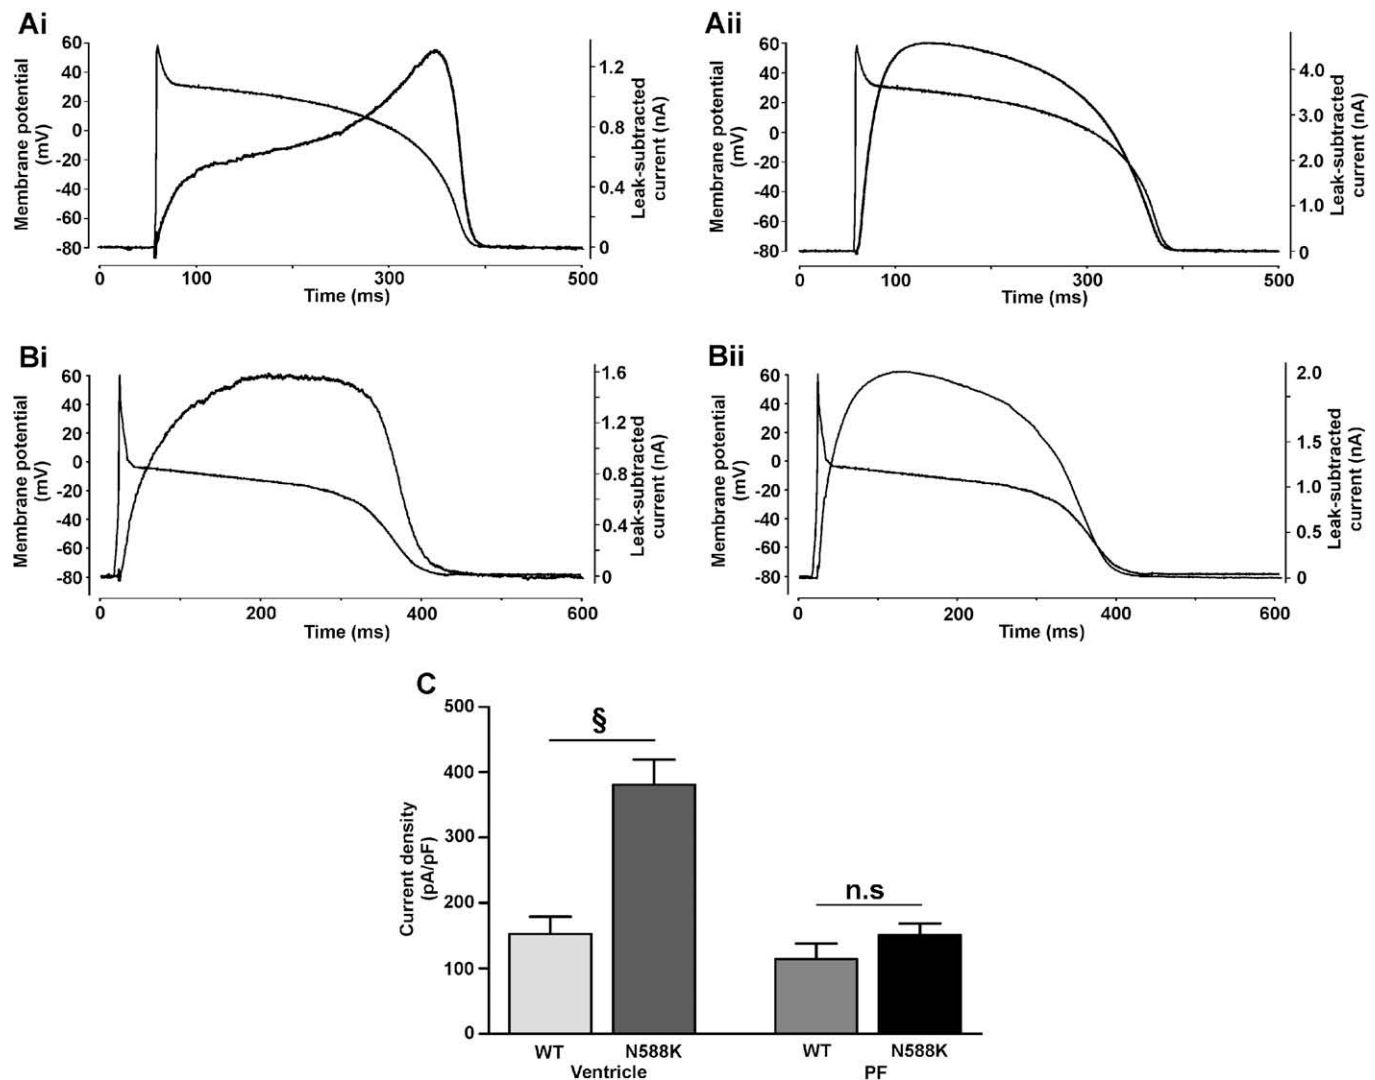 Ai
Membrane potential
(mV)
60
40
20
0
-20
-40
-60
-80
1.2
0.8
0.4
0
Leak-subtracted
current (nA)
0 100 300 500
Time (ms)
Aii
Membrane potential
(mV)
60
40
20
0
-20
-40
-60
-80
4.0
3.0
2.0
1.0
0
Leak-subtracted
current (nA)
0 100 300 500
Time (ms)
Bi
Membrane potential
(mV)
60
40
20
0
-20
-40
-60
-80
1.6
1.2
0.8
0.4
0
Leak-subtracted
current (nA)
0 200 400 600
Time (ms)
Bii
Membrane potential
(mV)
60
40
20
0
-20
-40
-60
-80
2.0
1.5
1.0
0.5
0
Leak-subtracted
current (nA)
0 200 400 600
Time (ms)
C
Current density
(pA/pF)
500
400
300
200
100
0
§
n.s
WT N588K WT N588K
Ventricle PF